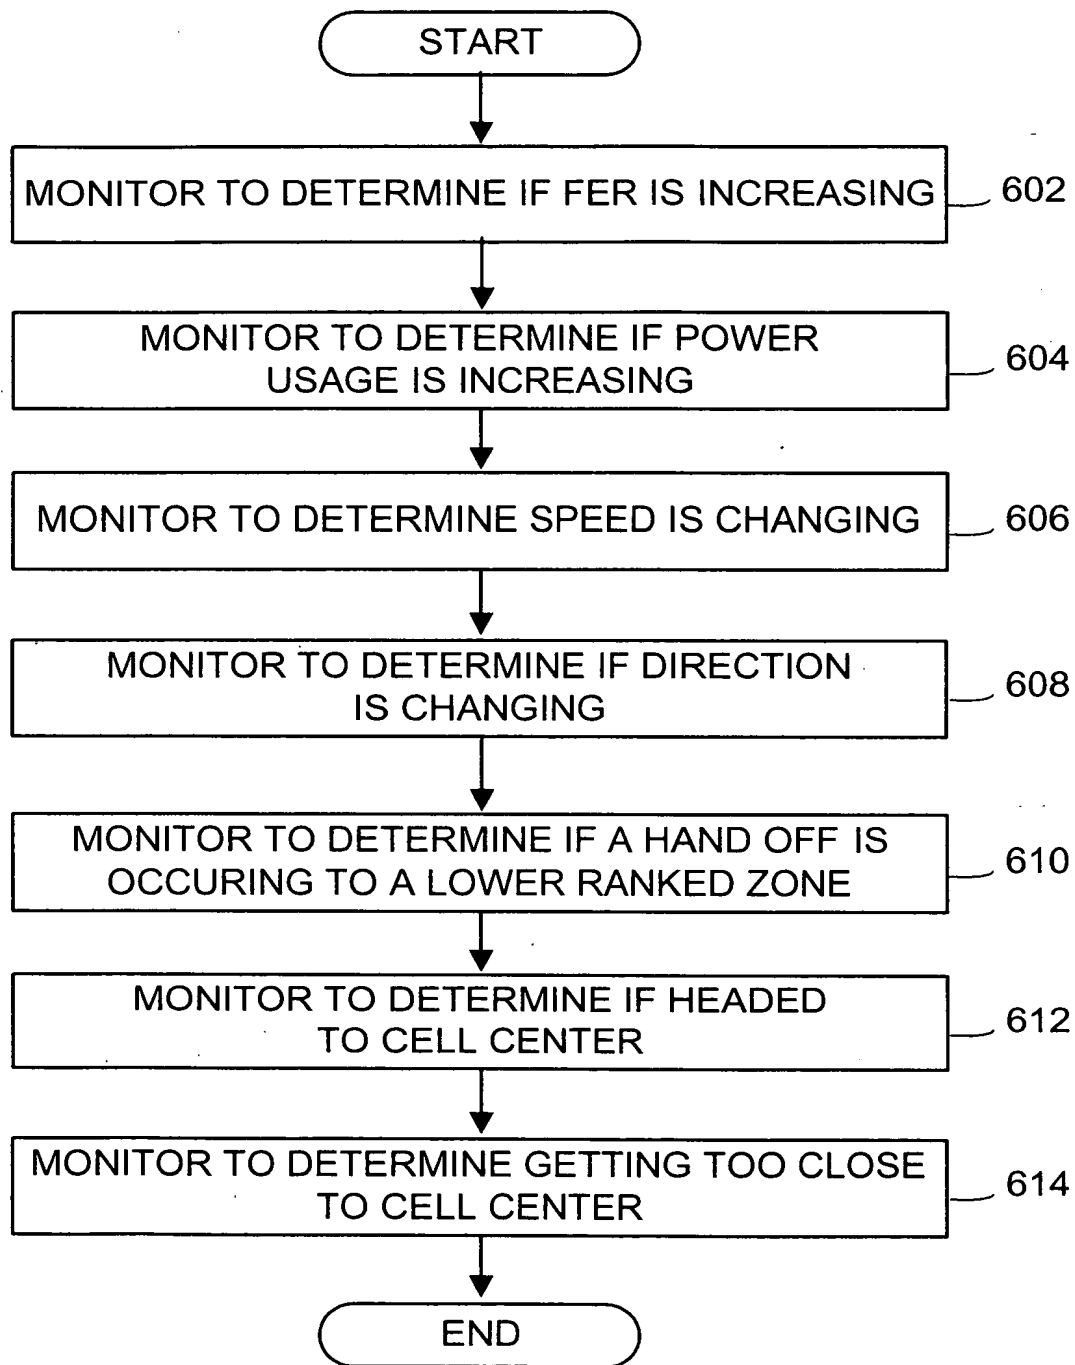 START
MONITOR TO DETERMINE IF FER IS INCREASING
602
MONITOR TO DETERMINE IF POWER
USAGE IS INCREASING
604
MONITOR TO DETERMINE SPEED IS CHANGING
606
MONITOR TO DETERMINE IF DIRECTION
IS CHANGING
608
MONITOR TO DETERMINE IF A HAND OFF IS
OCCURING TO A LOWER RANKED ZONE
610
MONITOR TO DETERMINE IF HEADED
TO CELL CENTER
612
MONITOR TO DETERMINE GETTING TOO CLOSE
TO CELL CENTER
614
END